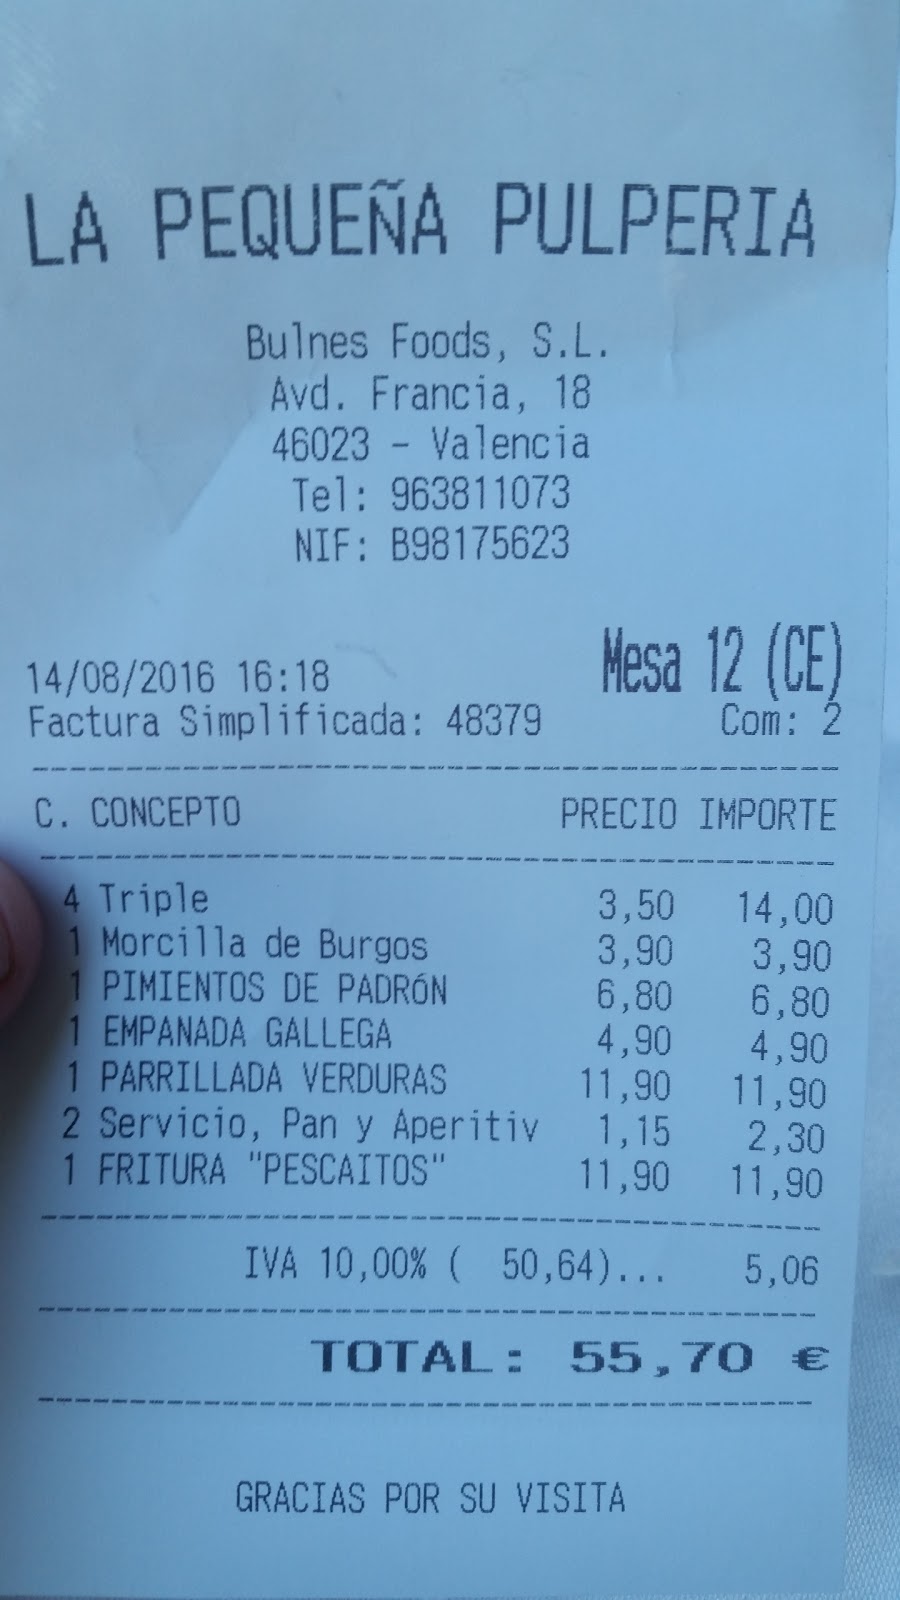 LA PEQUEÑA PULPERIA
Bulnes Foods, S.L.
Avd. Francia, 18
46023 - Valencia
Tel: 963811073
NIF: B98175623
Mesa 12 (CE)
14/08/2016 16:18
Factura Simplificada: 48379 Com: 2
C. CONCEPTO PRECIO IMPORTE
4 Triple 3,50 14,00
1 Morcilla de Burgos 3,90 3,90
1 PIMIENTOS DE PADRÓN 6,80 6,80
1 EMPANADA GALLEGA 4,90 4,90
1 PARRILLADA VERDURAS 11,90 11,90
2 Servicio, Pan y Aperitiv 1,15 2,30
1 FRITURA "PESCAITOS" 11,90 11,90
IVA 10,00% ( 50,64)... 5,06
TOTAL: 55,70 €
GRACIAS POR SU VISITA